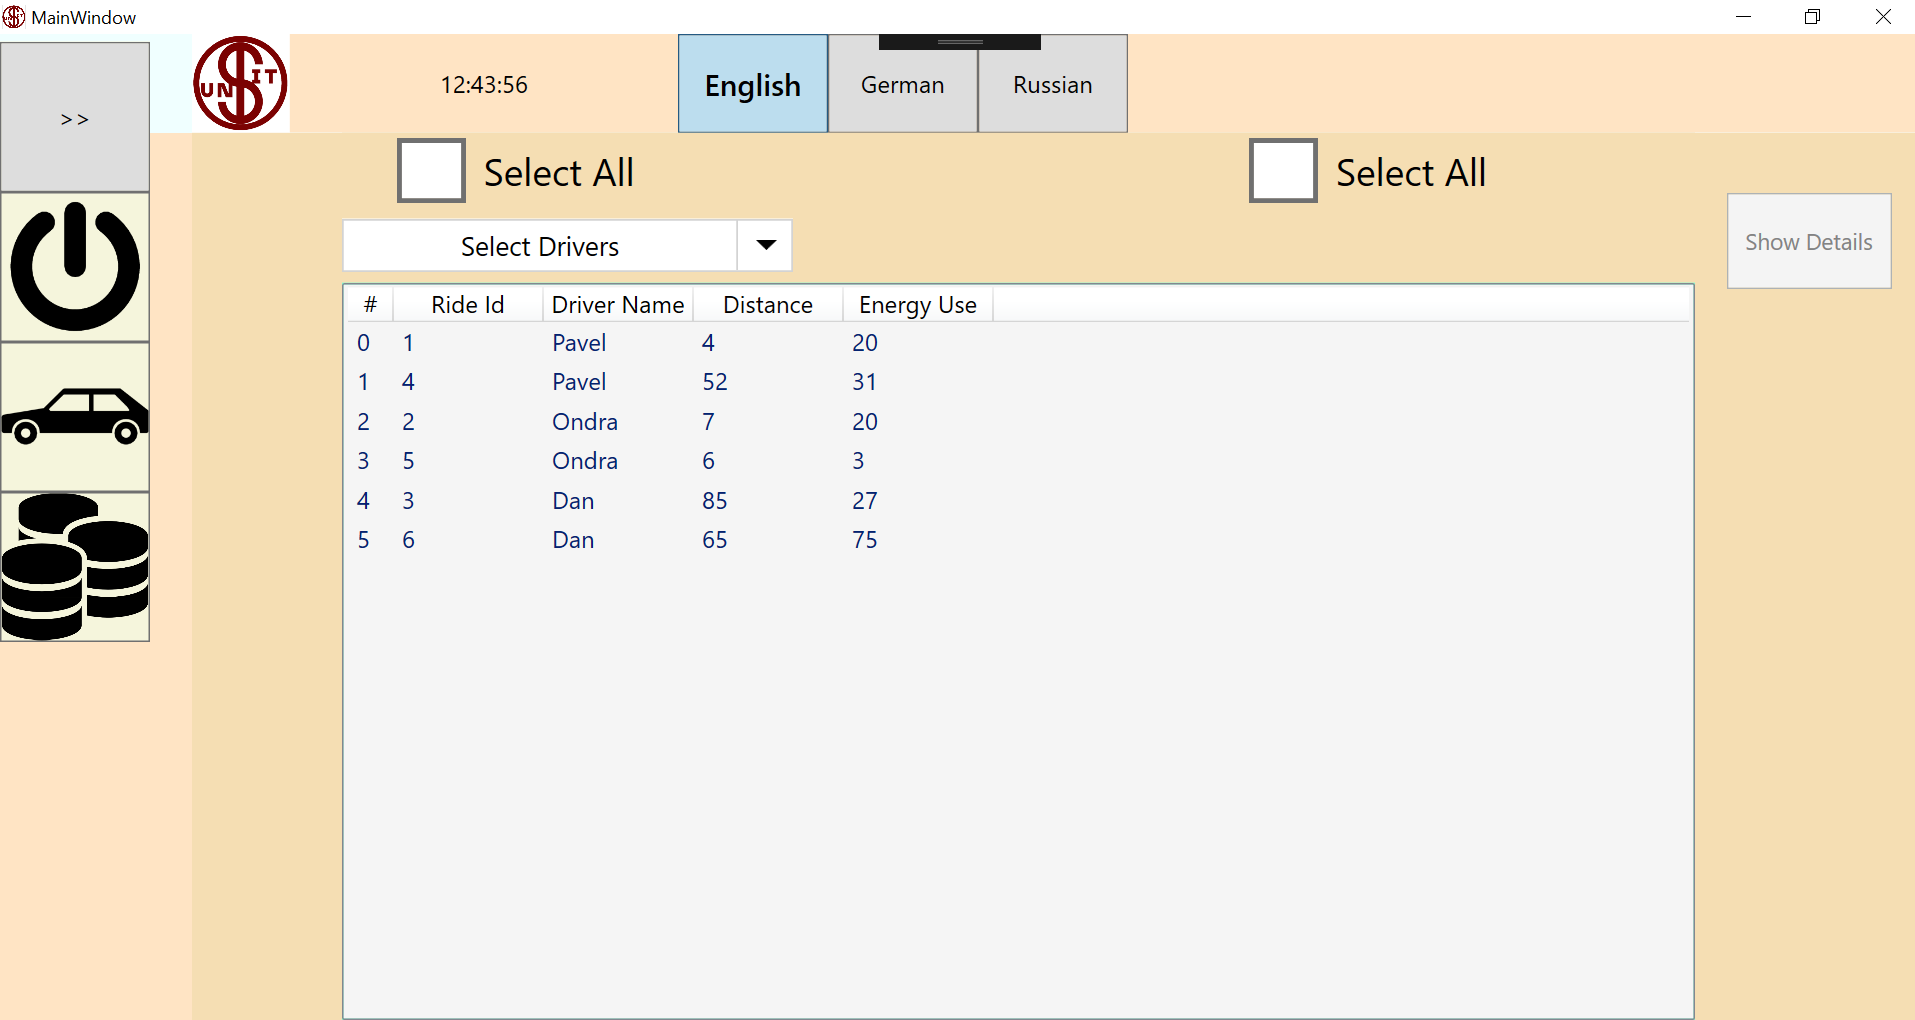 MainWindow
>>
UN S IT
12:43:56
English German Russian
Select All Select All
Select Drivers
Show Details
# Ride Id Driver Name Distance Energy Use
0 1 Pavel 4 20
1 4 Pavel 52 31
2 2 Ondra 7 20
3 5 Ondra 6 3
4 3 Dan 85 27
5 6 Dan 65 75